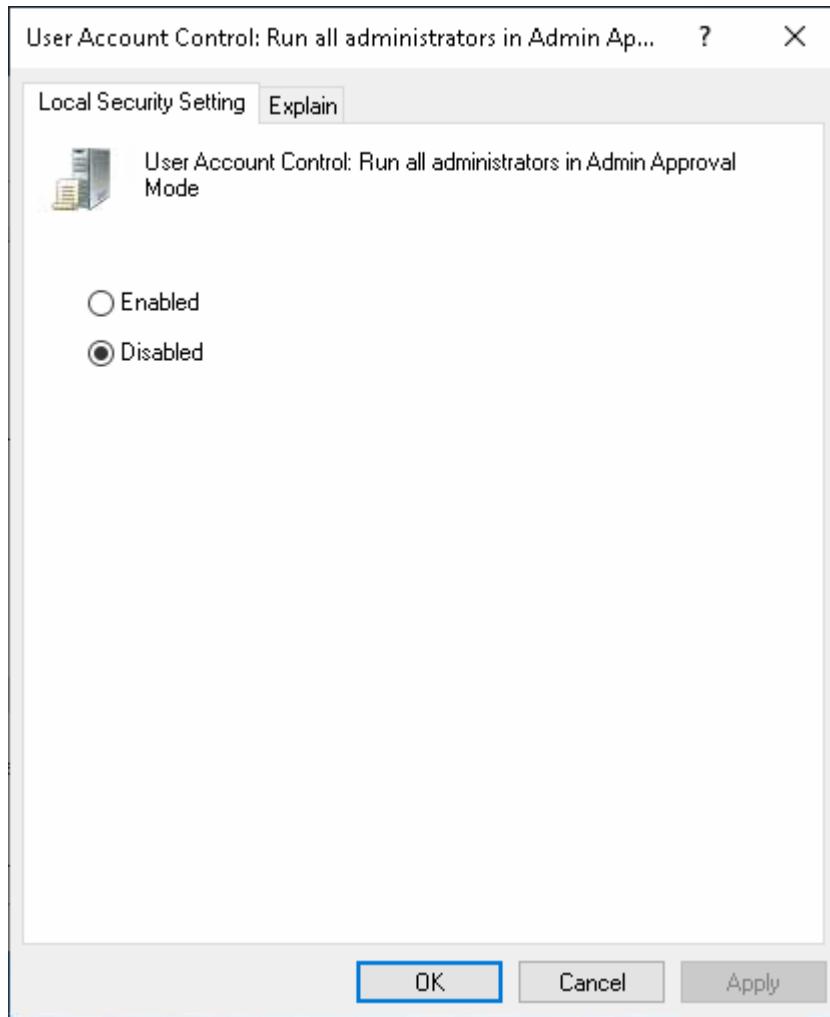 User Account Control: Run all administrators in Admin Ap... ? ×
Local Security Setting Explain
User Account Control: Run all administrators in Admin Approval
Mode
Enabled
Disabled
OK Cancel Apply